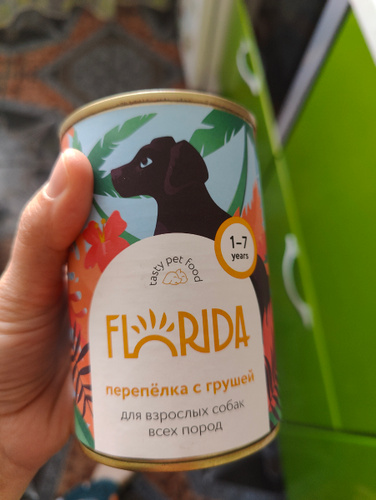 1-7
years
tasty pet food
FLORIDA
перепёлка с грушей
для взрослых собак
всех пород